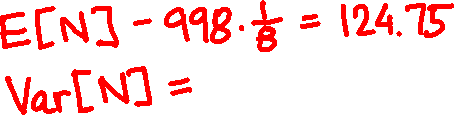 E[N] - 998·1/8 = 124.75
Var[N] =